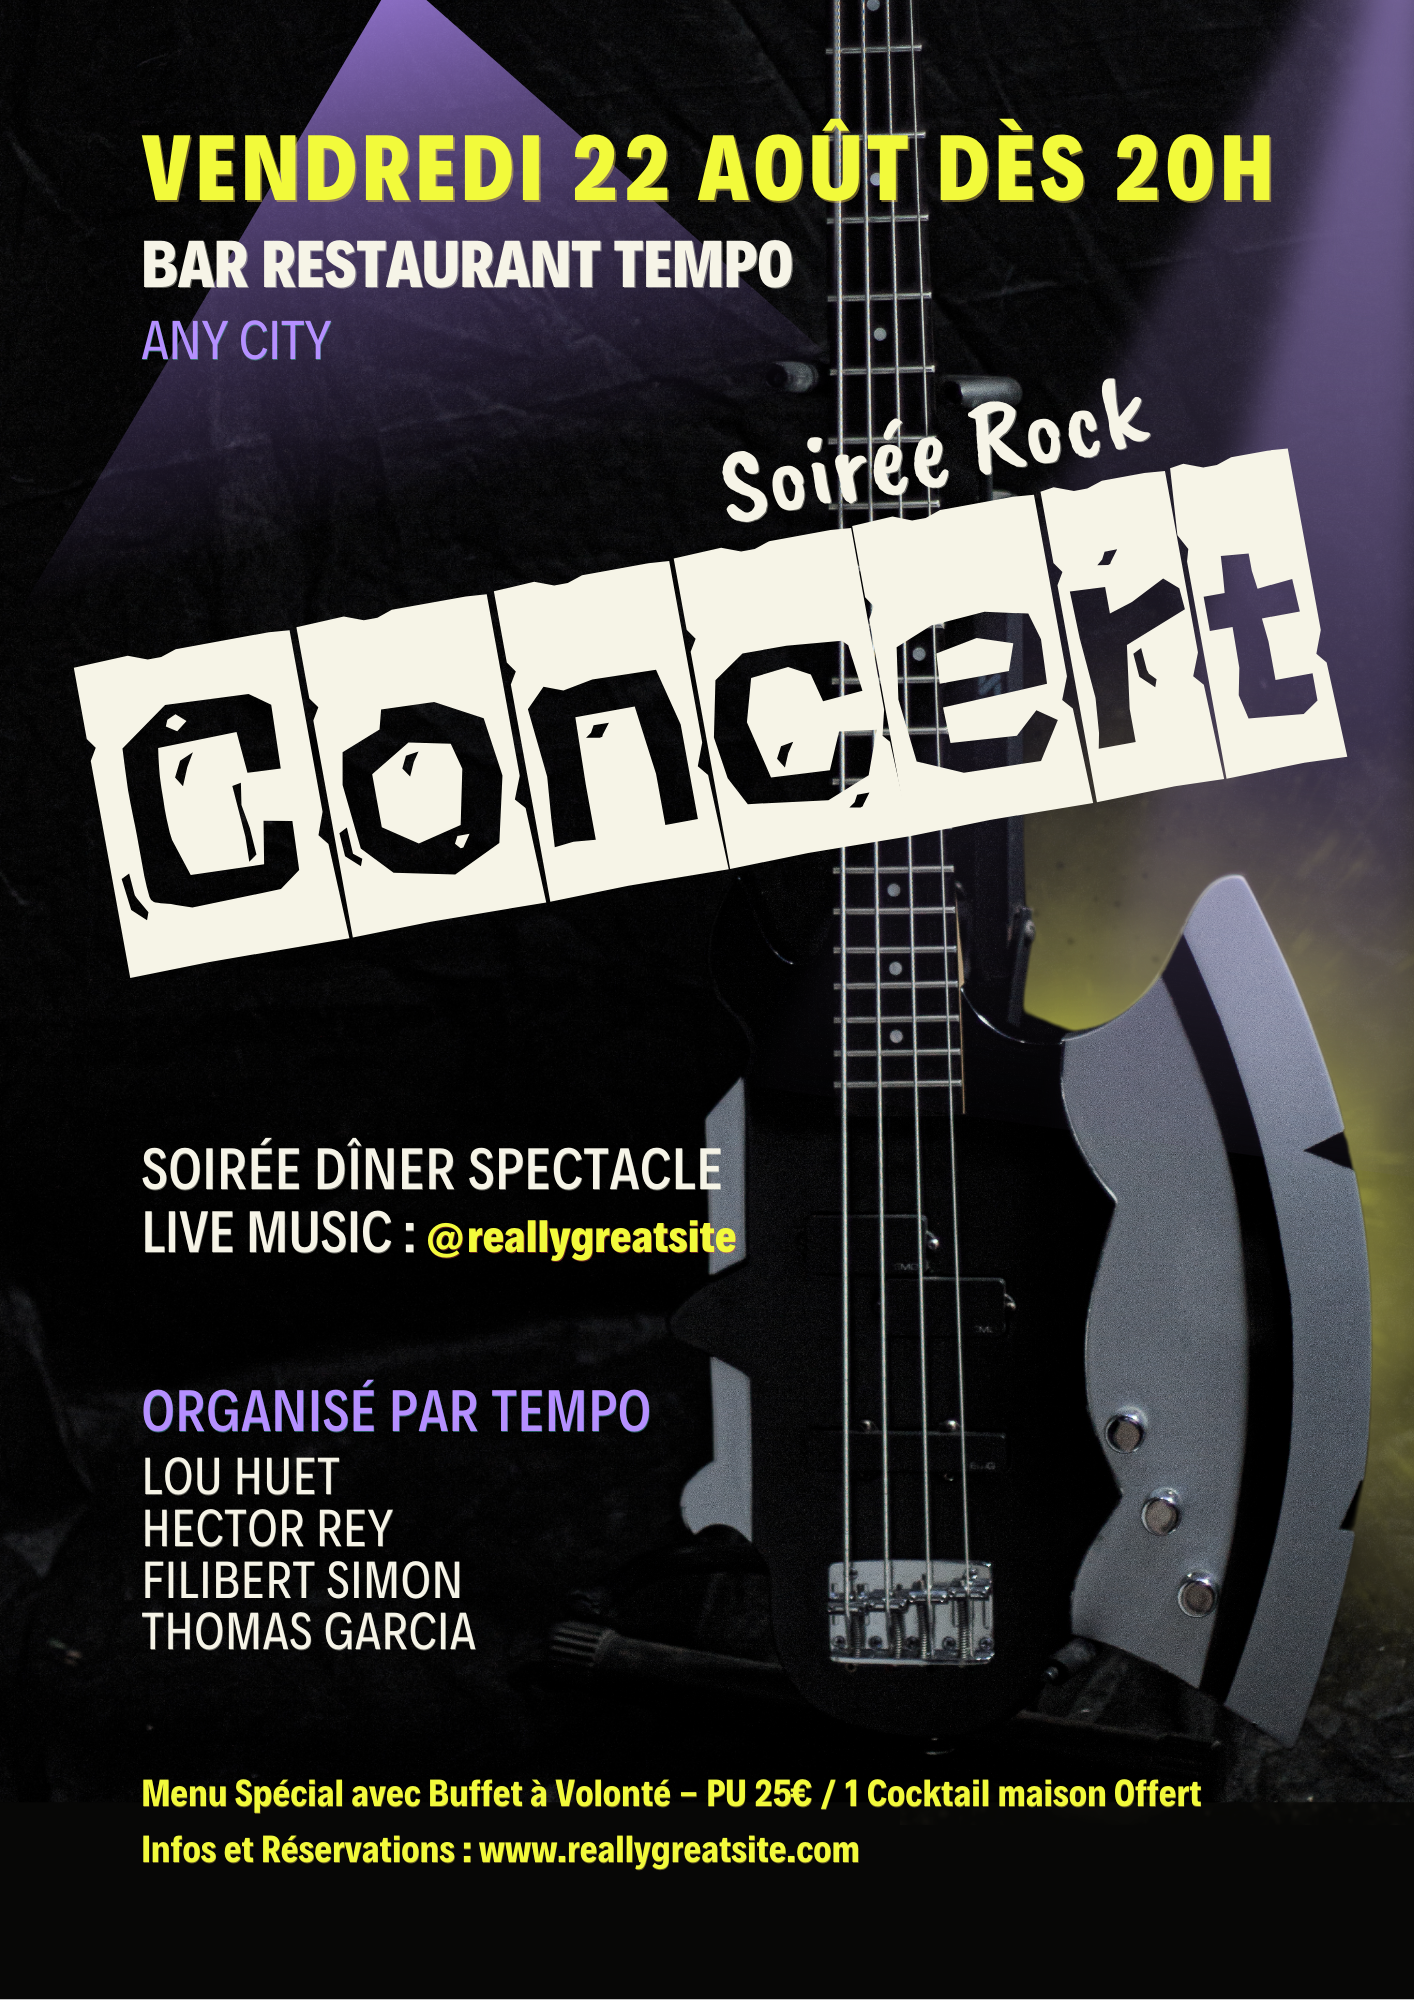 VENDREDI 22 AOÛT DÈS 20H
BAR RESTAURANT TEMPO
ANY CITY
Soirée Rock
Concert
SOIRÉE DÎNER SPECTACLE
LIVE MUSIC : @reallygreatsite
ORGANISÉ PAR TEMPO
LOU HUET
HECTOR REY
FILIBERT SIMON
THOMAS GARCIA
Menu Spécial avec Buffet à Volonté – PU 25€ / 1 Cocktail maison Offert
Infos et Réservations : www.reallygreatsite.com